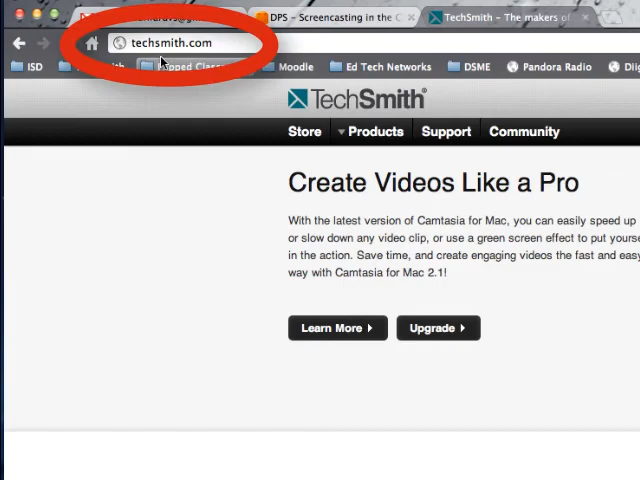 DPS – Screencasting in the C
TechSmith – The makers of
techsmith.com
ISD
Moodle
Ed Tech Networks
DSME
Pandora Radio
TechSmith®
Store
Products
Support
Community
Create Videos Like a Pro
With the latest version of Camtasia for Mac, you can easily speed up
or slow down any video clip, or use a green screen effect to put yourse
in the action. Save time, and create engaging videos the fast and easy
way with Camtasia for Mac 2.1!
Learn More
Upgrade